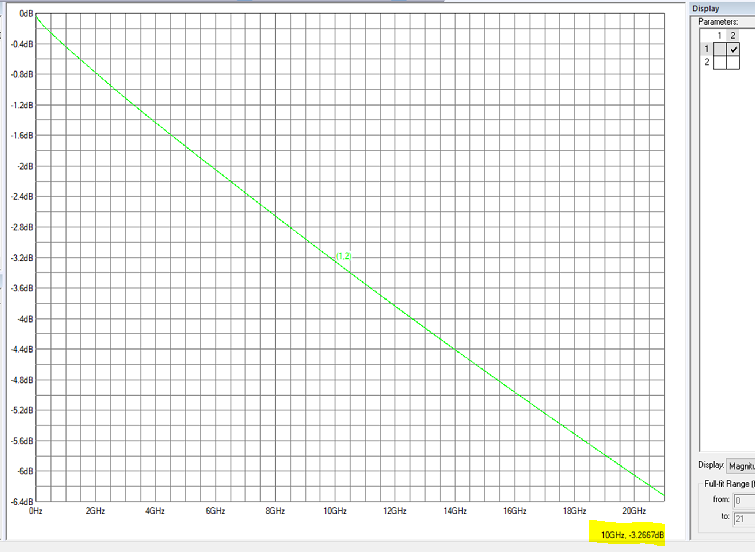 Display
Parameters:
1 2
1
2
0dB
-0.4dB
-0.8dB
-1.2dB
-1.6dB
-2dB
-2.4dB
-2.8dB
-3.2dB
-3.6dB
-4dB
-4.4dB
-4.8dB
-5.2dB
-5.6dB
-6dB
-6.4dB
(1,2)
0Hz 2GHz 4GHz 6GHz 8GHz 10GHz 12GHz 14GHz 16GHz 18GHz 20GHz
10GHz, -3.2667dB
Display: Magnitu
Full-fit Range (
from: 0
to: 21